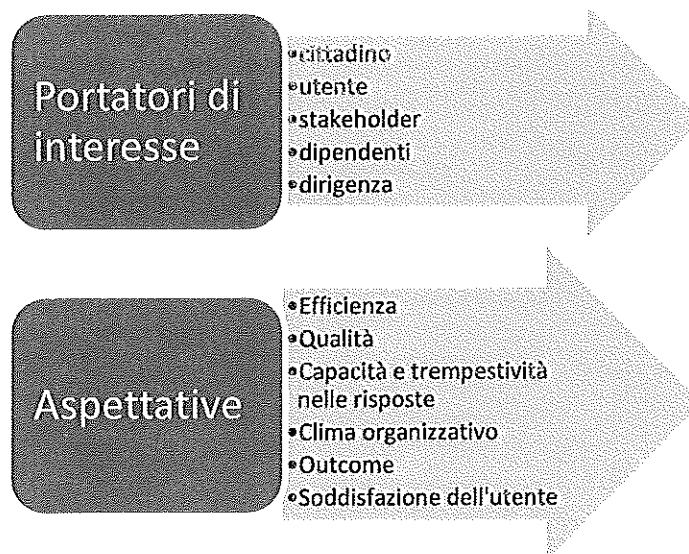 Portatori di
interesse
•cittadino
•utente
•stakeholder
•dipendenti
•dirigenza
Aspettative
•Efficienza
•Qualità
•Capacità e trempestività
nelle risposte
•Clima organizzativo
•Outcome
•Soddisfazione dell'utente